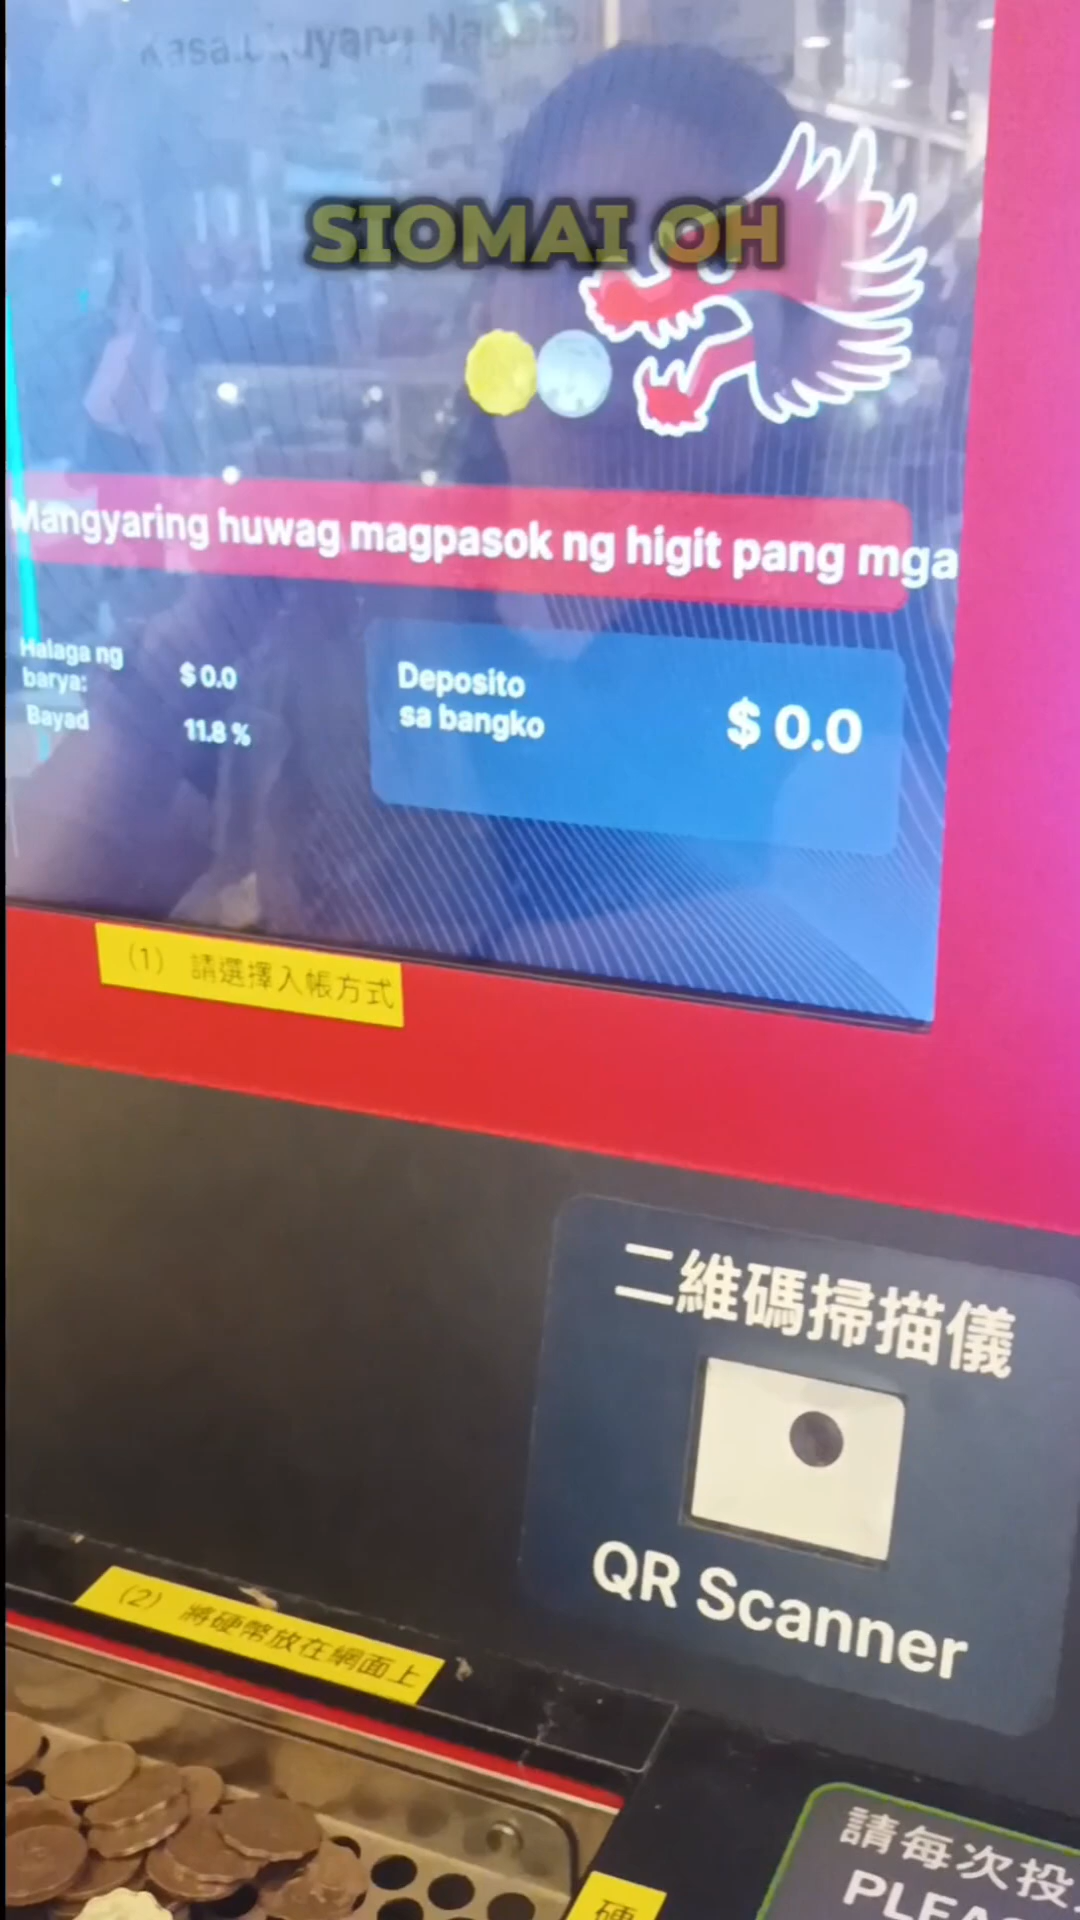 SIOMAI OH
Mangyaring huwag magpasok ng higit pang mga
Halaga ng
barya:
$ 0.0
Bayad
11.8 %
Deposito
sa bangko
$ 0.0
(1) 請選擇入帳方式
二維碼掃描儀
QR Scanner
(2) 將硬幣放在網面上
請每次投
硬